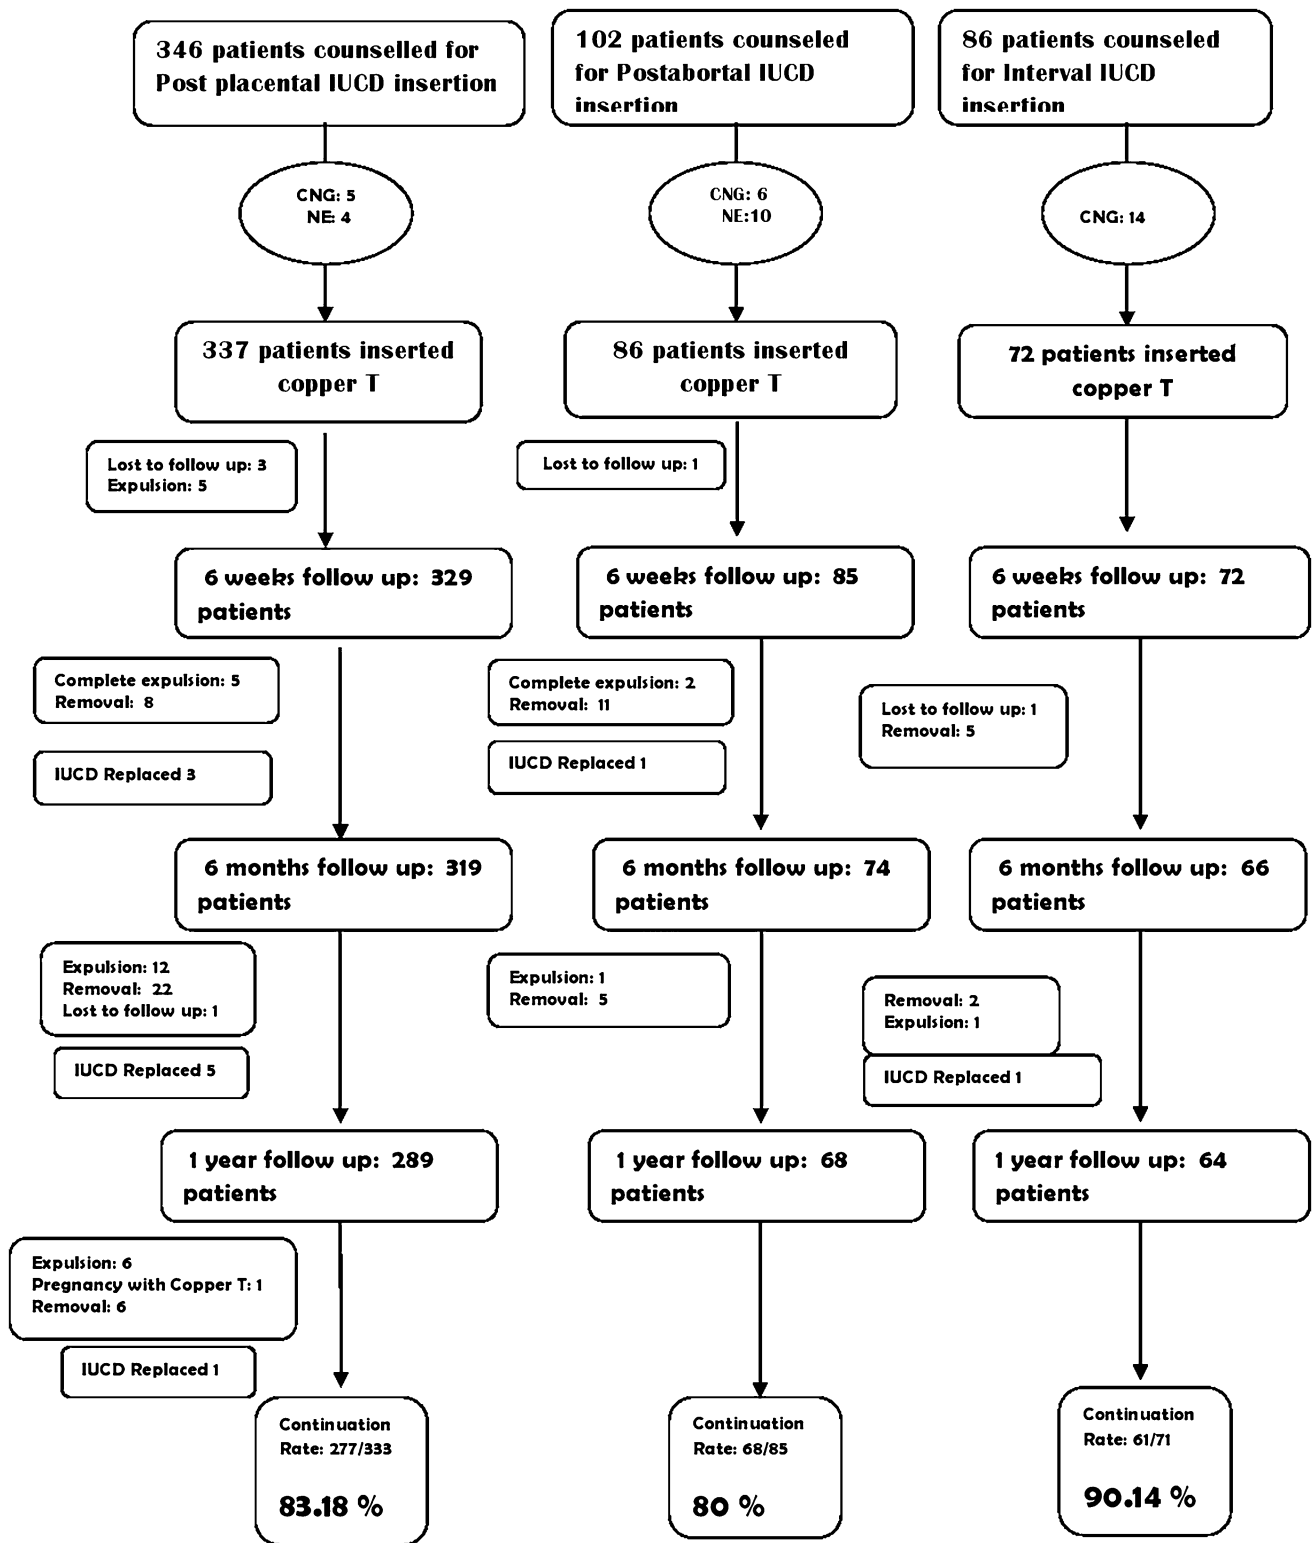 346 patients counselled for
Post placental IUCD insertion
102 patients counseled
for Postabortal IUCD
insertion
86 patients counseled
for Interval IUCD
insertion
CNG: 5
NE: 4
CNG: 6
NE:10
CNG: 14
337 patients inserted
copper T
86 patients inserted
copper T
72 patients inserted
copper T
Lost to follow up: 3
Expulsion: 5
Lost to follow up: 1
6 weeks follow up: 329
patients
6 weeks follow up: 85
patients
6 weeks follow up: 72
patients
Complete expulsion: 5
Removal: 8
IUCD Replaced 3
Complete expulsion: 2
Removal: 11
IUCD Replaced 1
Lost to follow up: 1
Removal: 5
6 months follow up: 319
patients
6 months follow up: 74
patients
6 months follow up: 66
patients
Expulsion: 12
Removal: 22
Lost to follow up: 1
IUCD Replaced 5
Expulsion: 1
Removal: 5
Removal: 2
Expulsion: 1
IUCD Replaced 1
1 year follow up: 289
patients
1 year follow up: 68
patients
1 year follow up: 64
patients
Expulsion: 6
Pregnancy with Copper T: 1
Removal: 6
IUCD Replaced 1
Continuation
Rate: 277/333
83.18 %
Continuation
Rate: 68/85
80 %
Continuation
Rate: 61/71
90.14 %